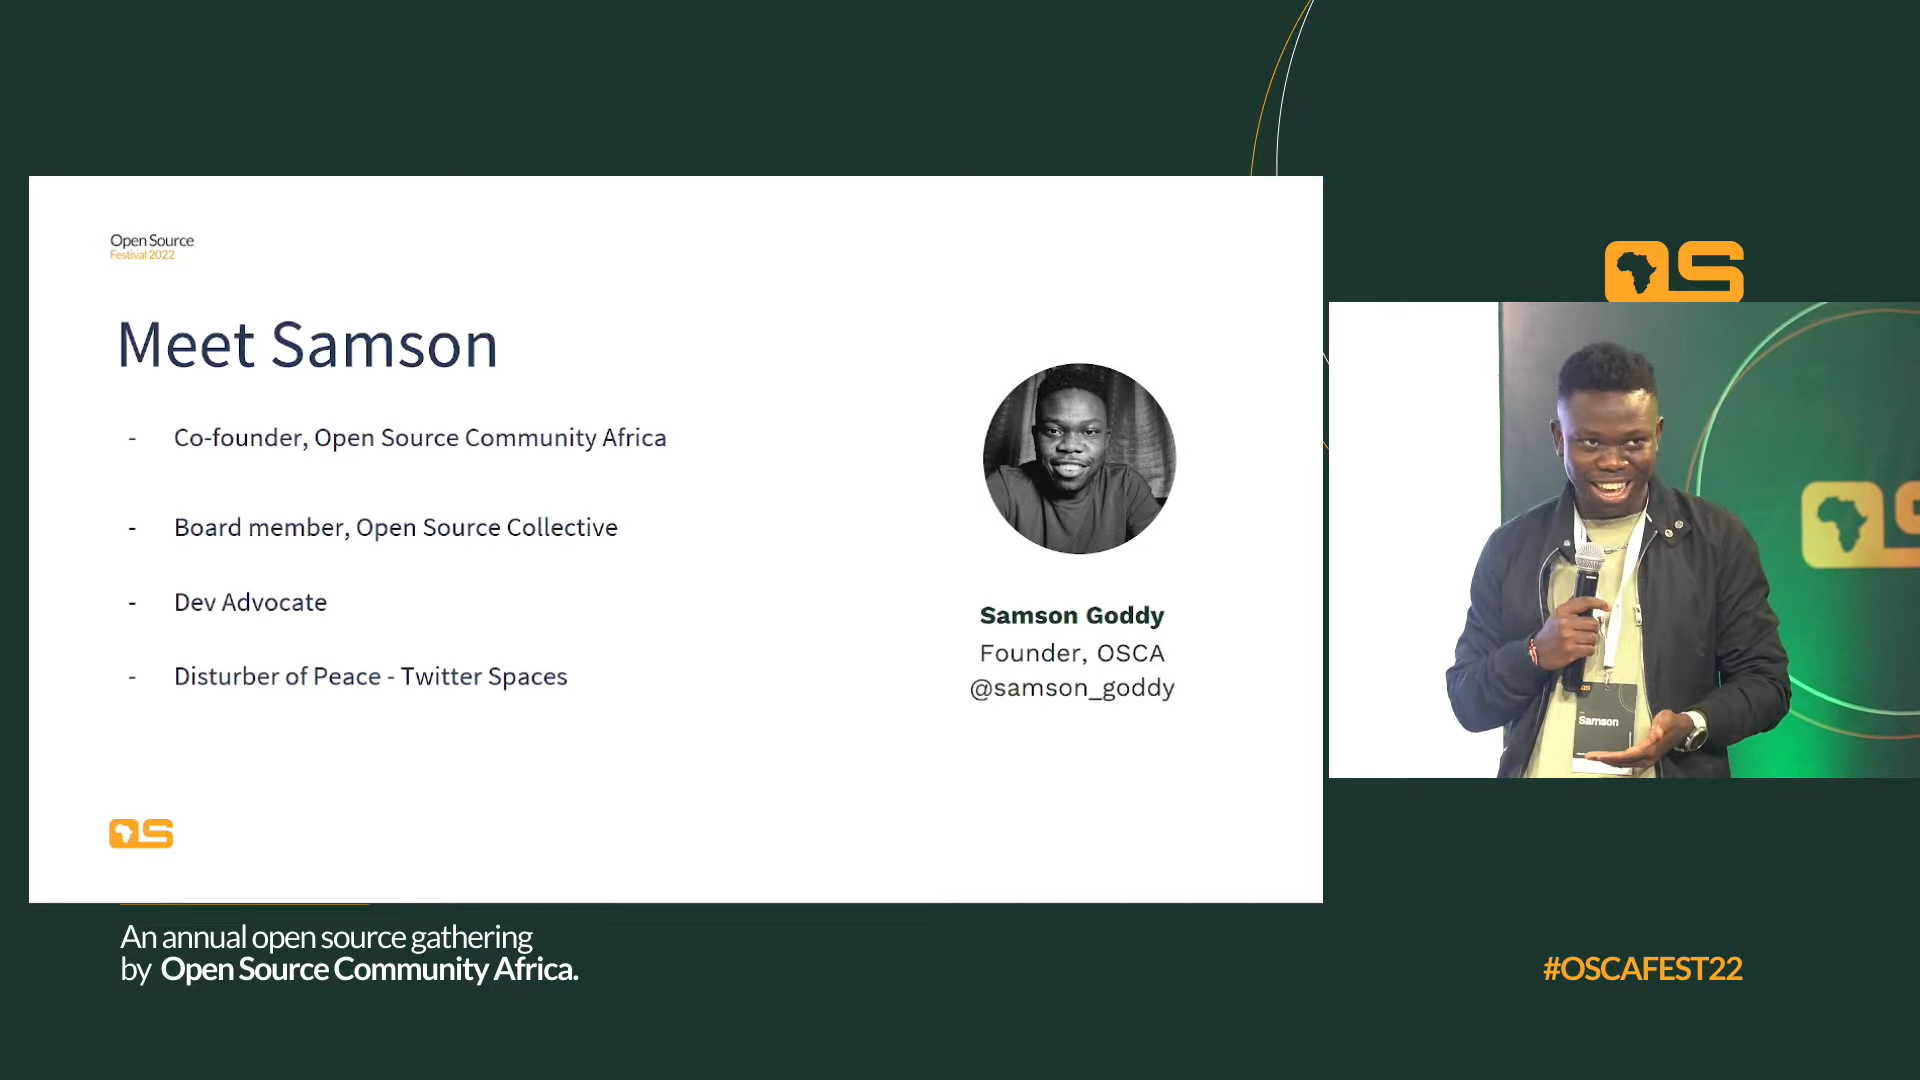 Open Source
Festival 2022
Meet Samson
- Co-founder, Open Source Community Africa
- Board member, Open Source Collective
- Dev Advocate
- Disturber of Peace - Twitter Spaces
Samson Goddy
Founder, OSCA
@samson_goddy
OS
OS
Samson
An annual open source gathering
by Open Source Community Africa.
#OSCAFEST22